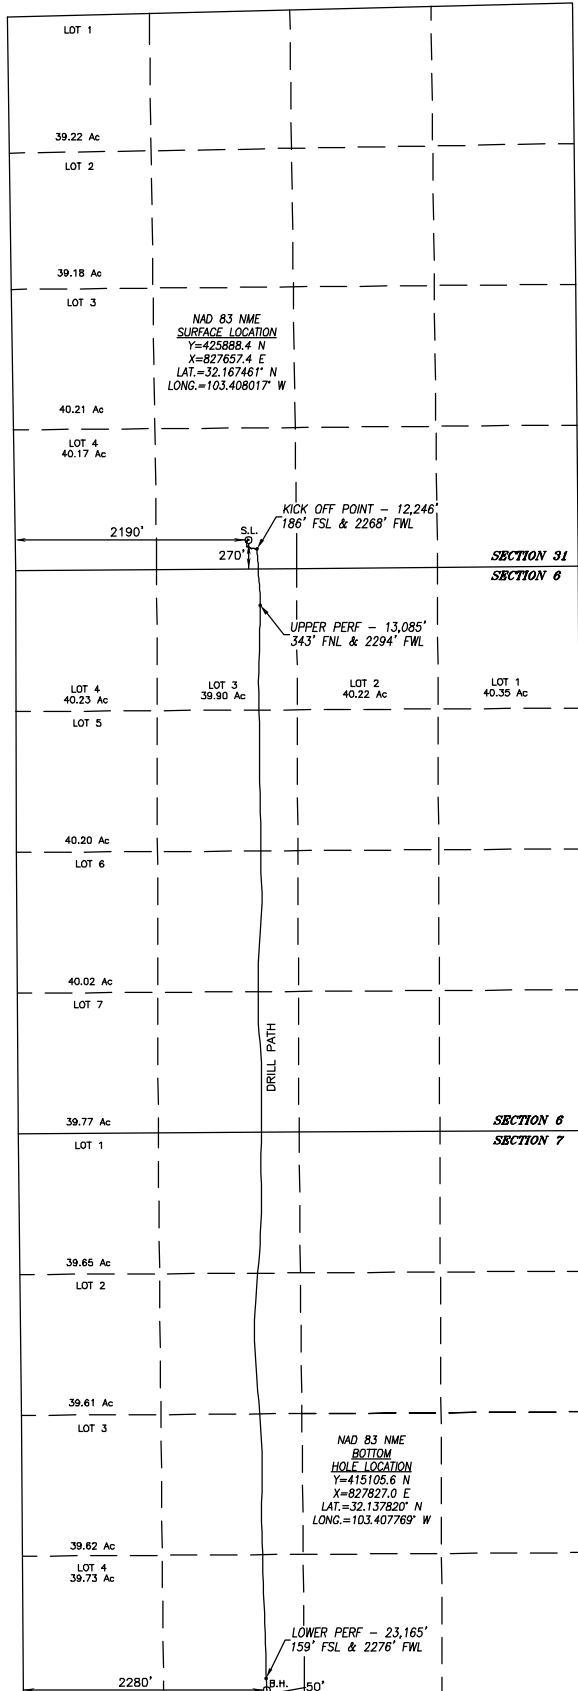 LOT 1
39.22 Ac
LOT 2
39.18 Ac
LOT 3
NAD 83 NME
SURFACE LOCATION
Y=425888.4 N
X=827657.4 E
LAT.=32.167461° N
LONG.=103.408017° W
40.21 Ac
LOT 4
40.17 Ac
KICK OFF POINT – 12,246'
186' FSL & 2268' FWL
2190'
S.L.
270'
SECTION 31
SECTION 6
UPPER PERF – 13,085'
343' FNL & 2294' FWL
LOT 4
40.23 Ac
LOT 3
39.90 Ac
LOT 2
40.22 Ac
LOT 1
40.35 Ac
LOT 5
40.20 Ac
LOT 6
40.02 Ac
LOT 7
DRILL PATH
39.77 Ac
SECTION 6
SECTION 7
LOT 1
39.65 Ac
LOT 2
39.61 Ac
LOT 3
NAD 83 NME
BOTTOM
HOLE LOCATION
Y=415105.6 N
X=827827.0 E
LAT.=32.137820° N
LONG.=103.407769° W
39.62 Ac
LOT 4
39.73 Ac
LOWER PERF – 23,165'
159' FSL & 2276' FWL
2280'
B.H.
50'